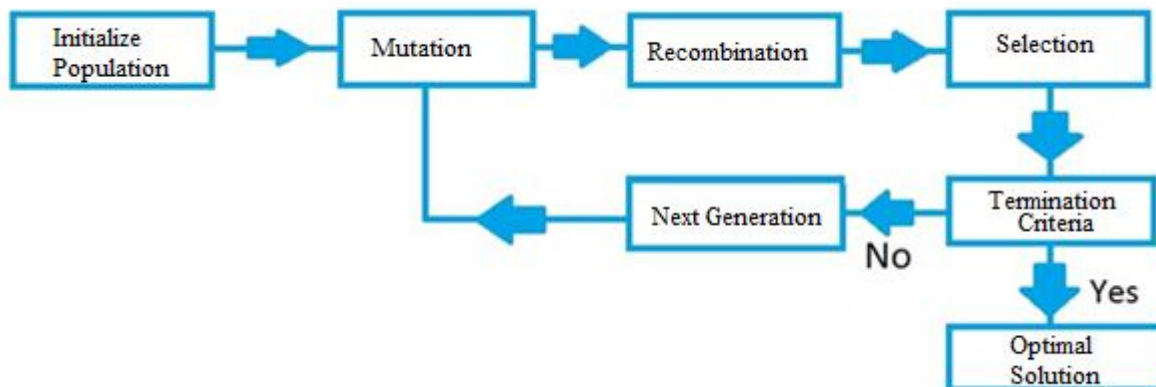 Initialize
Population
Mutation
Recombination
Selection
Termination
Criteria
Next Generation
No
Yes
Optimal
Solution